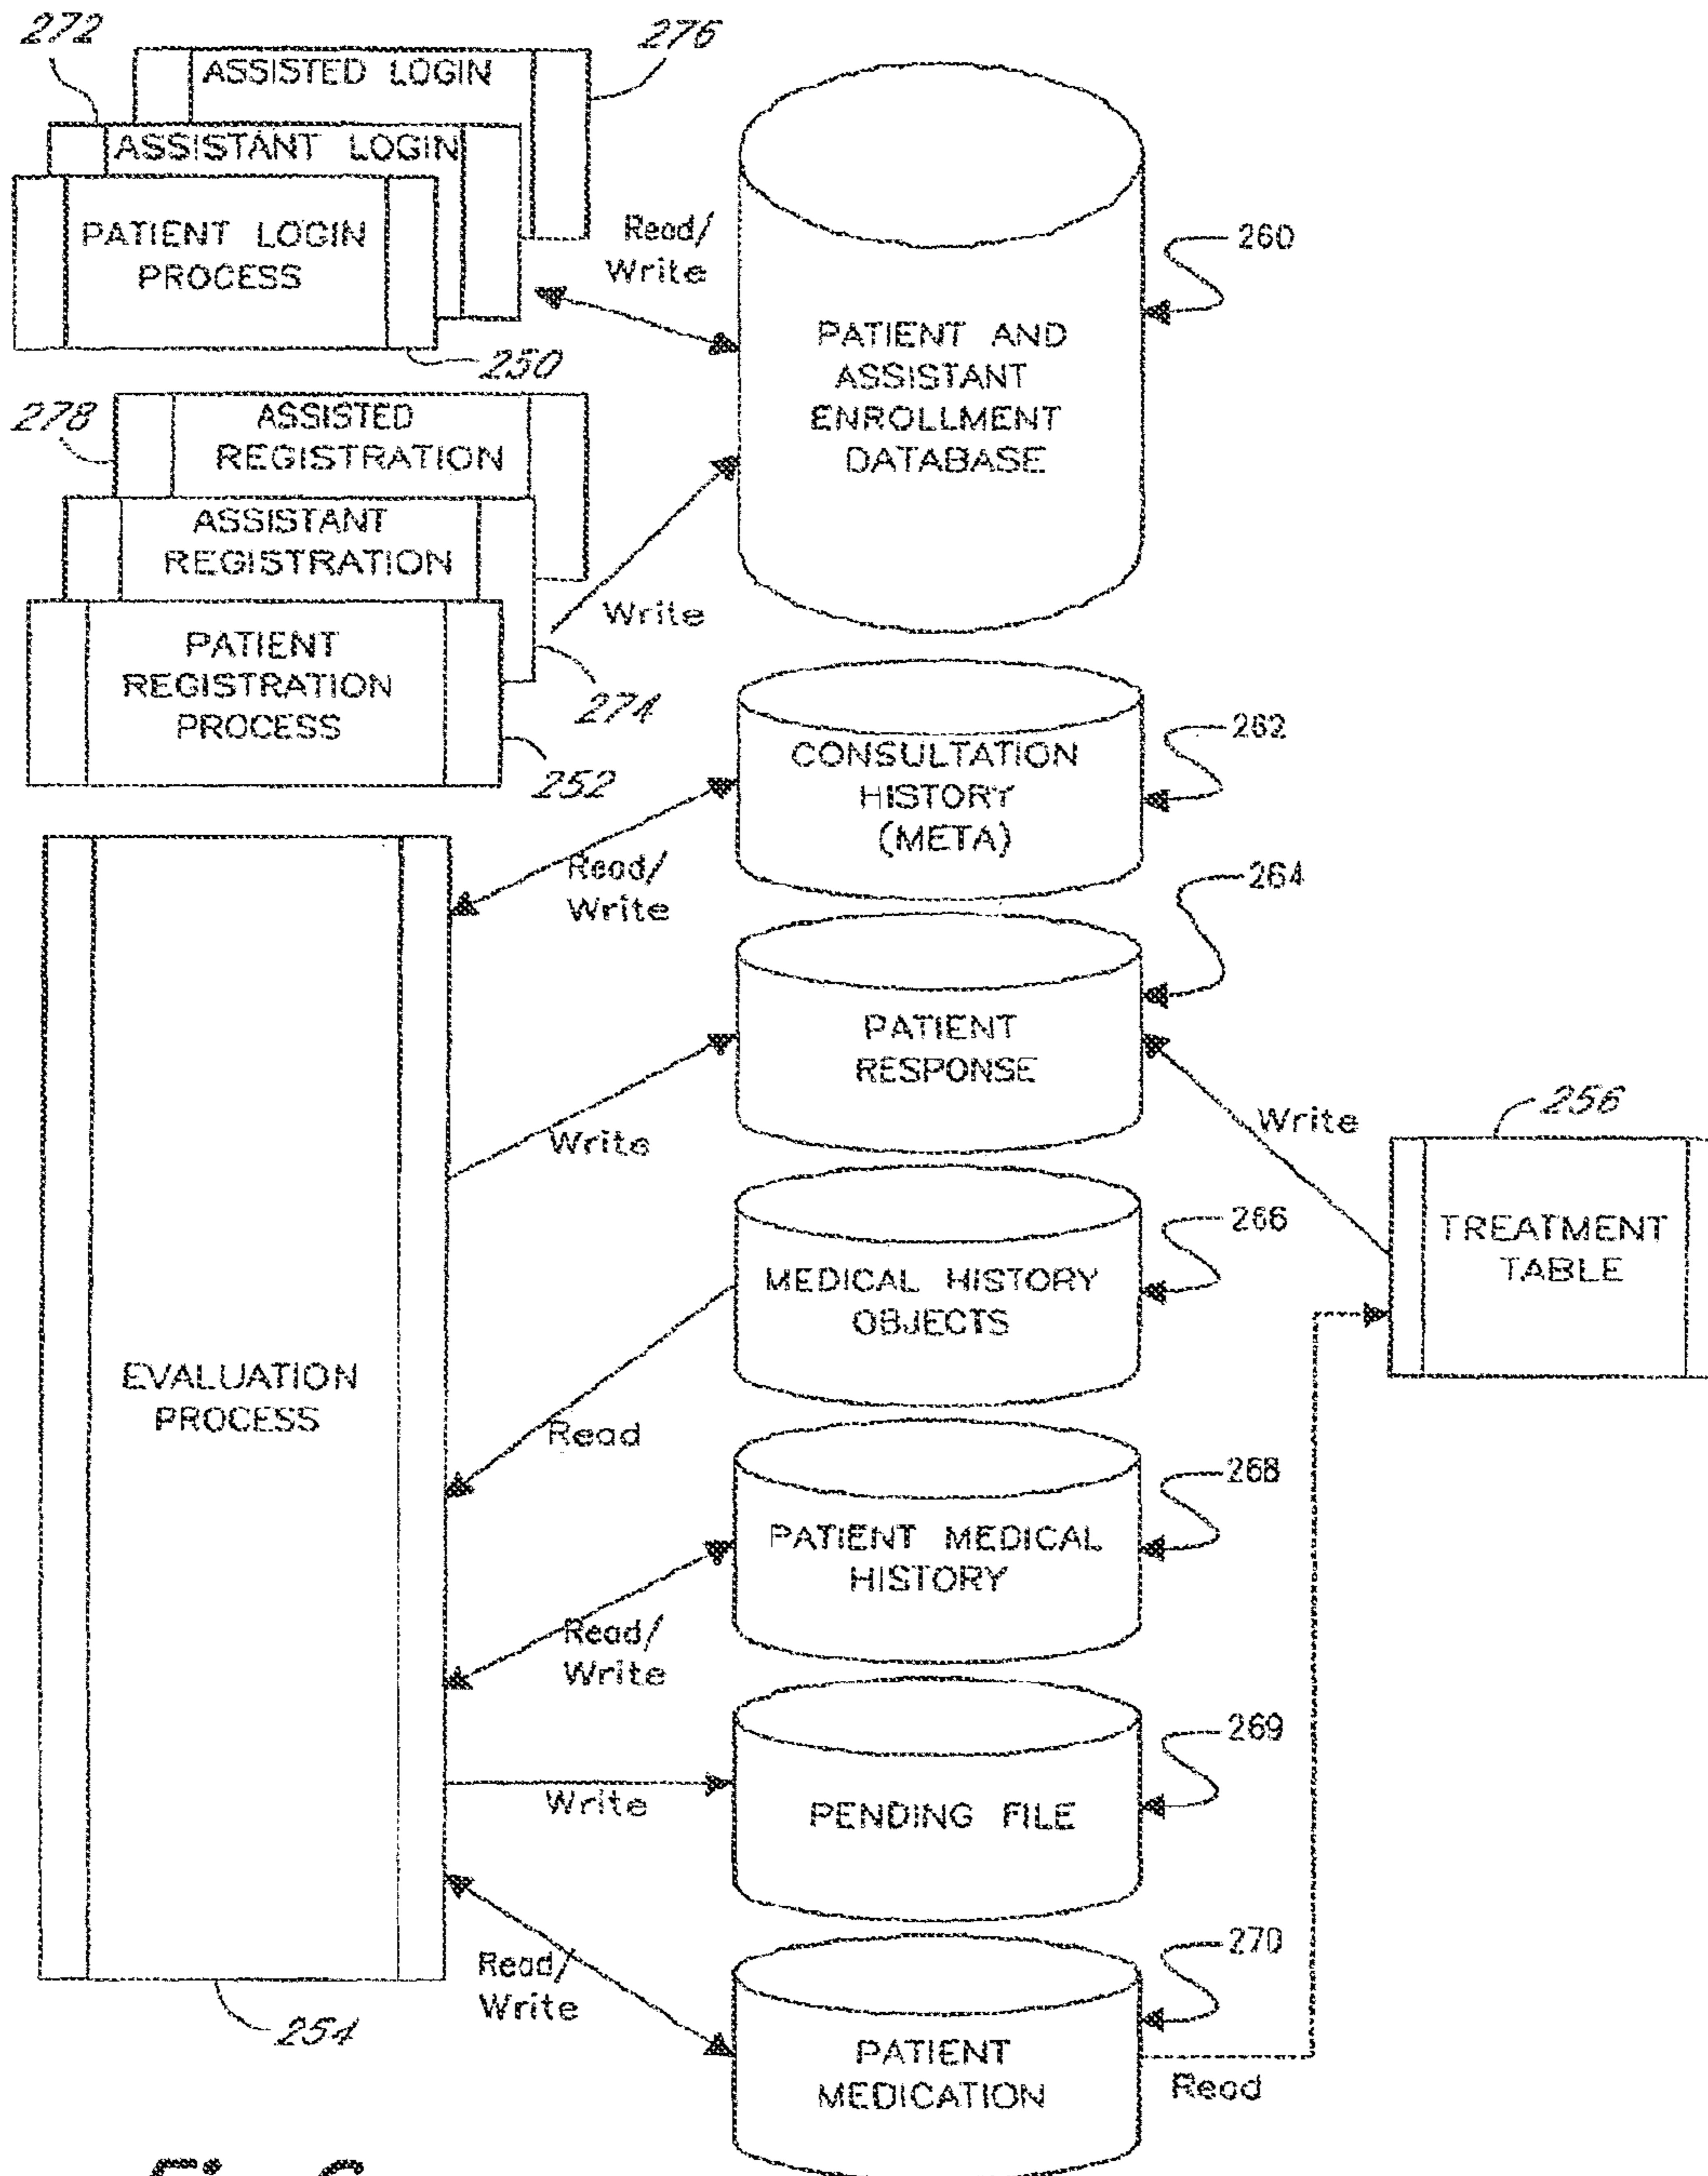 272
276
ASSISTED LOGIN
ASSISTANT LOGIN
PATIENT LOGIN
PROCESS
250
Read/
Write
260
PATIENT AND
ASSISTANT
ENROLLMENT
DATABASE
278
ASSISTED
REGISTRATION
ASSISTANT
REGISTRATION
PATIENT
REGISTRATION
PROCESS
Write
274
252
262
CONSULTATION
HISTORY
(META)
Read/
Write
264
PATIENT
RESPONSE
Write
Write
256
TREATMENT
TABLE
266
MEDICAL HISTORY
OBJECTS
EVALUATION
PROCESS
Read
268
PATIENT MEDICAL
HISTORY
Read/
Write
269
Write
PENDING FILE
270
Read/
Write
254
PATIENT
MEDICATION
Read